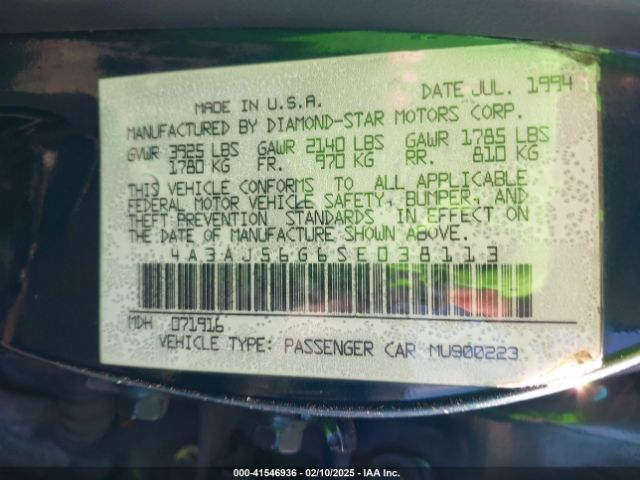 MADE IN U.S.A. DATE JUL. 1994
MANUFACTURED BY DIAMOND-STAR MOTORS CORP.
GVWR 3925 LBS GAWR 2140 LBS GAWR 1785 LBS
1780 KG FR. 970 KG RR. 810 KG
THIS VEHICLE CONFORMS TO ALL APPLICABLE
FEDERAL MOTOR VEHICLE SAFETY, BUMPER, AND
THEFT PREVENTION STANDARDS IN EFFECT ON
THE DATE OF MANUFACTURE SHOWN ABOVE.
4A3AJ56G6SE038113
MDH 071916
VEHICLE TYPE: PASSENGER CAR MU900223
000-41546936 - 02/10/2025 - IAA Inc.